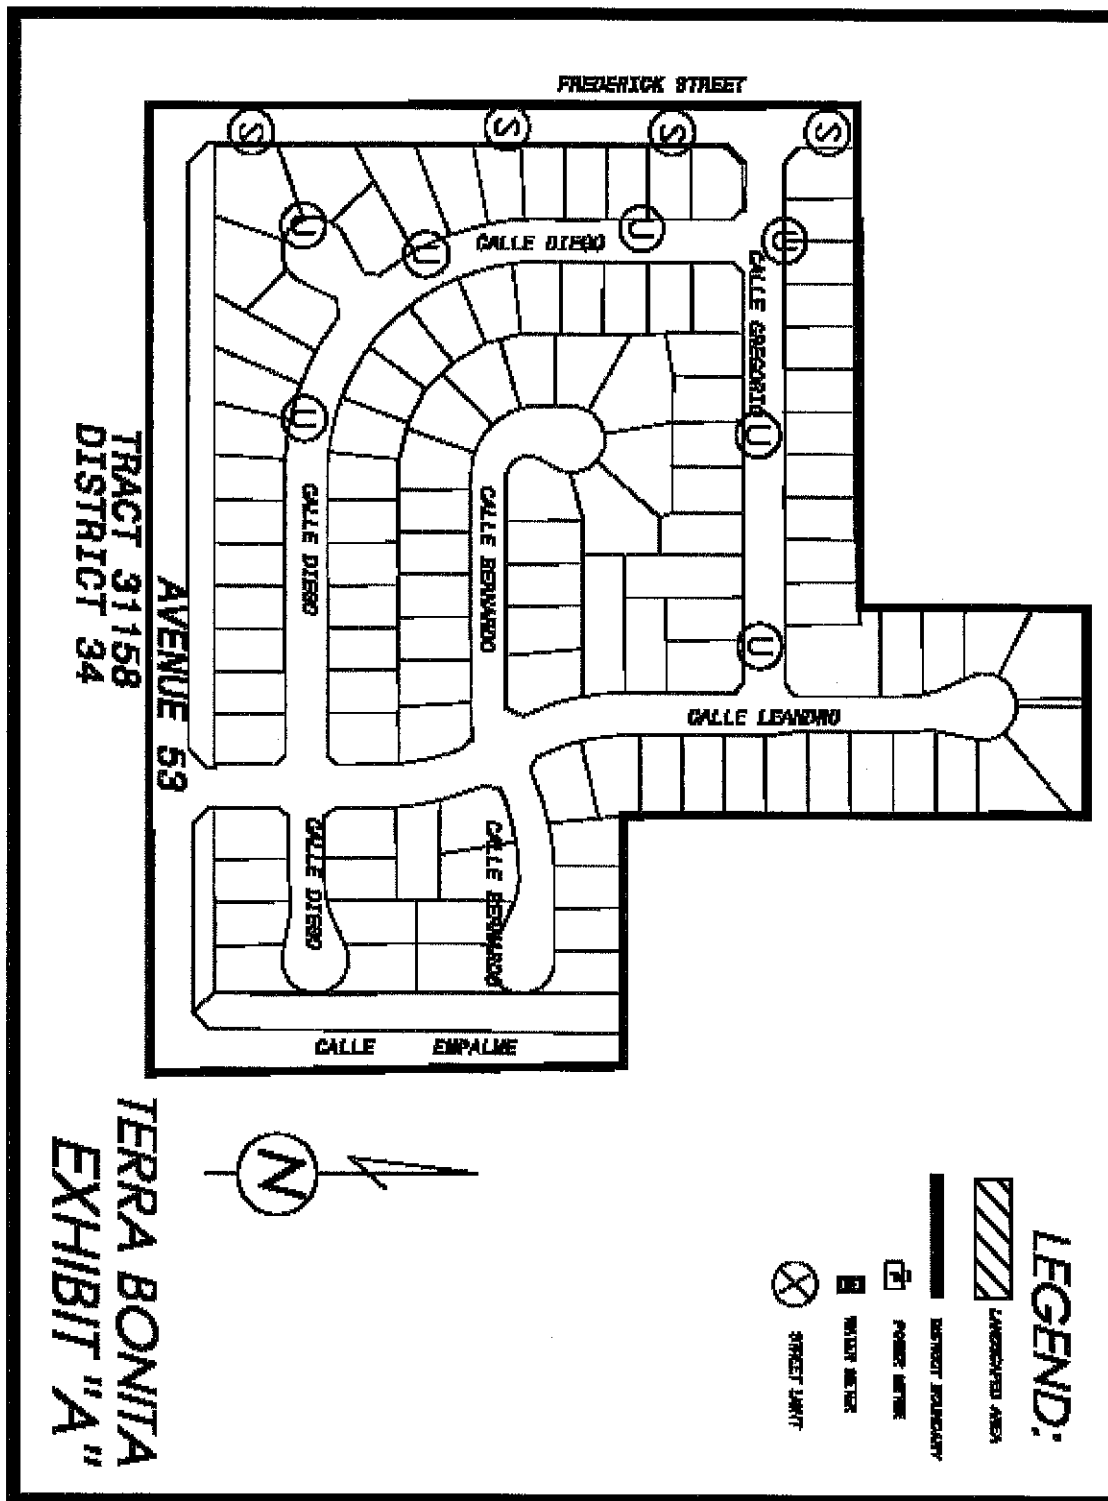 FREDERICK STREET
S
S
S
S
U
U
U
U
CALLE DIEGO
CALLE GREGORIO
U
U
U
CALLE DIEGO
CALLE BERNARDO
CALLE LEANDRO
AVENUE 53
TRACT 31158
DISTRICT 34
CALLE DIEGO
CALLE BERNARDO
CALLE EMPALME
N
TERRA BONITA
EXHIBIT "A"
LEGEND:
LANDSCAPED AREA
DISTRICT BOUNDARY
POWER METER
WATER METER
X
STREET LIGHT